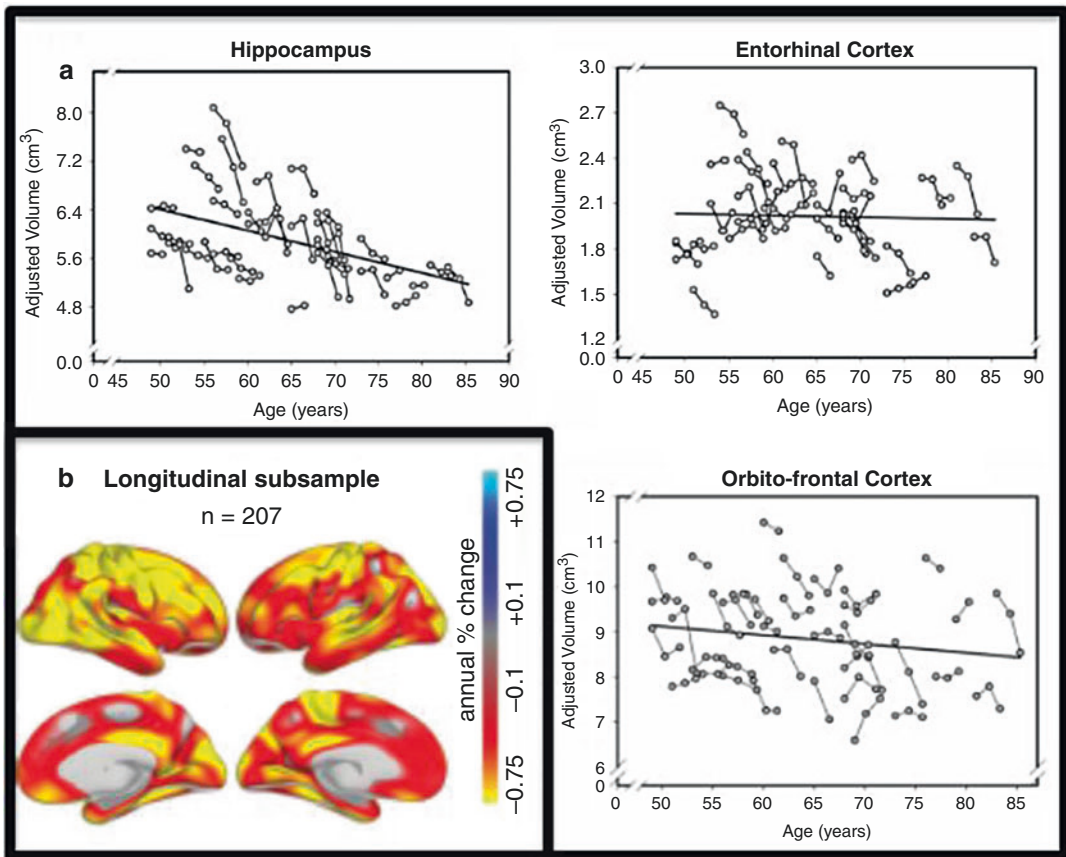 Hippocampus
a
Adjusted Volume (cm³)
8.0
7.2
6.4
5.6
4.8
0.0
0 45 50 55 60 65 70 75 80 85 90
Age (years)
Entorhinal Cortex
Adjusted Volume (cm³)
3.0
2.7
2.4
2.1
1.8
1.5
1.2
0.0
0 45 50 55 60 65 70 75 80 85 90
Age (years)
b Longitudinal subsample
n = 207
annual % change
+0.75
+0.1
−0.1
−0.75
Orbito-frontal Cortex
Adjusted Volume (cm³)
12
11
10
9
8
7
6
0
0 50 55 60 65 70 75 80 85
Age (years)